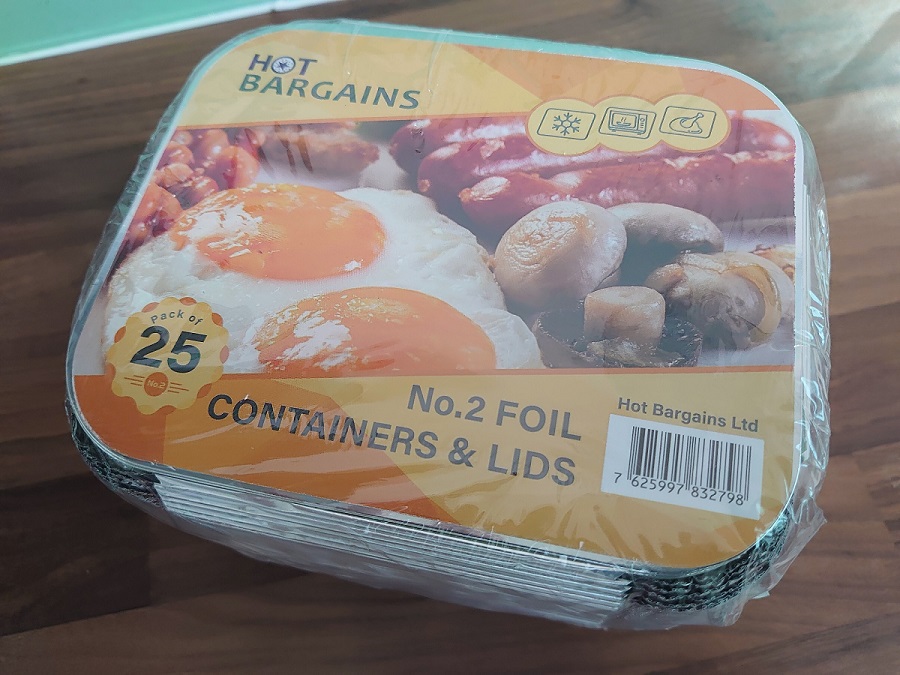 HOT
BARGAINS
Pack of
25
No.2
No.2 FOIL
CONTAINERS & LIDS
Hot Bargains Ltd
7 625997 832798